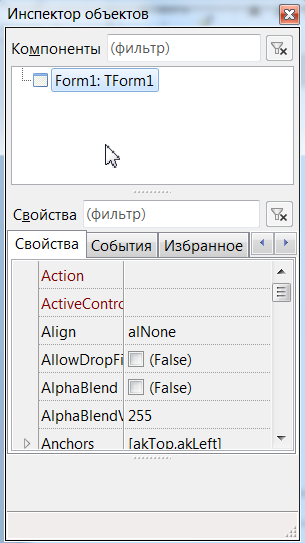 Инспектор объектов
Компоненты (фильтр)
Form1: TForm1
Свойства (фильтр)
Свойства События Избранное
Action
ActiveContro
Align alNone
AllowDropFi (False)
AlphaBlend (False)
AlphaBlendV 255
Anchors [akTop,akLeft]